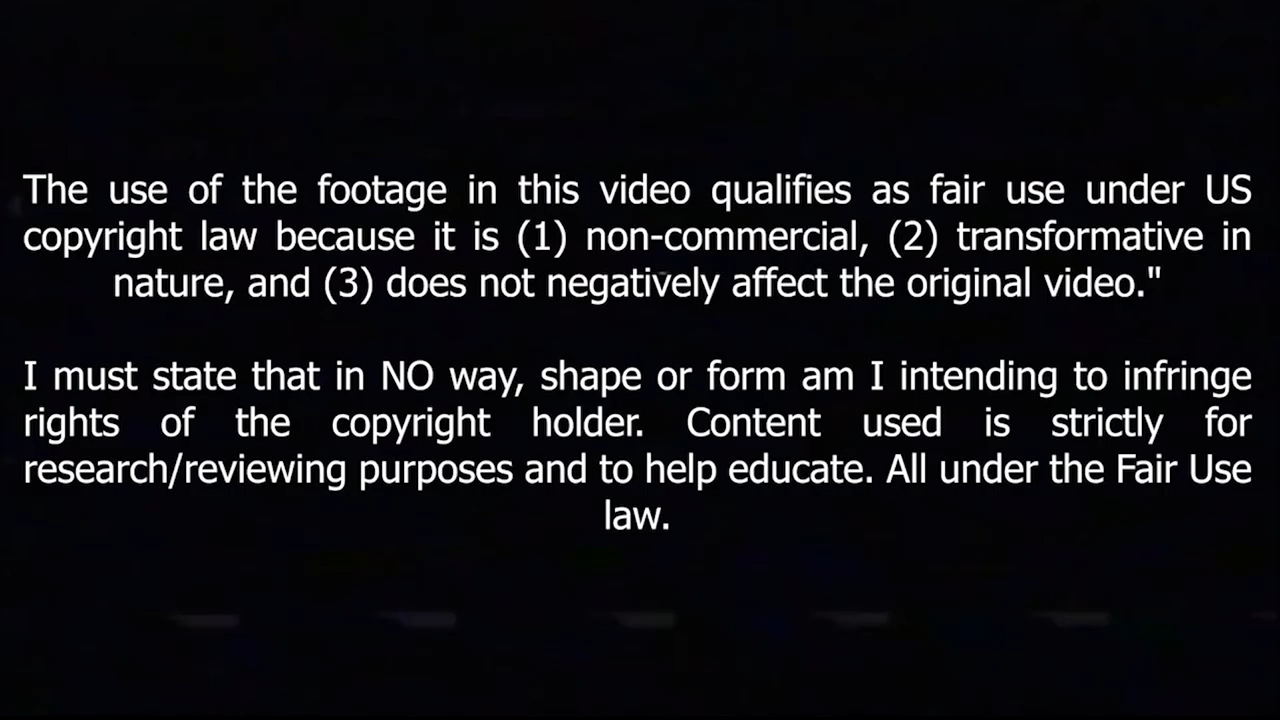 The use of the footage in this video qualifies as fair use under US
copyright law because it is (1) non-commercial, (2) transformative in
nature, and (3) does not negatively affect the original video."
I must state that in NO way, shape or form am I intending to infringe
rights of the copyright holder. Content used is strictly for
research/reviewing purposes and to help educate. All under the Fair Use
law.